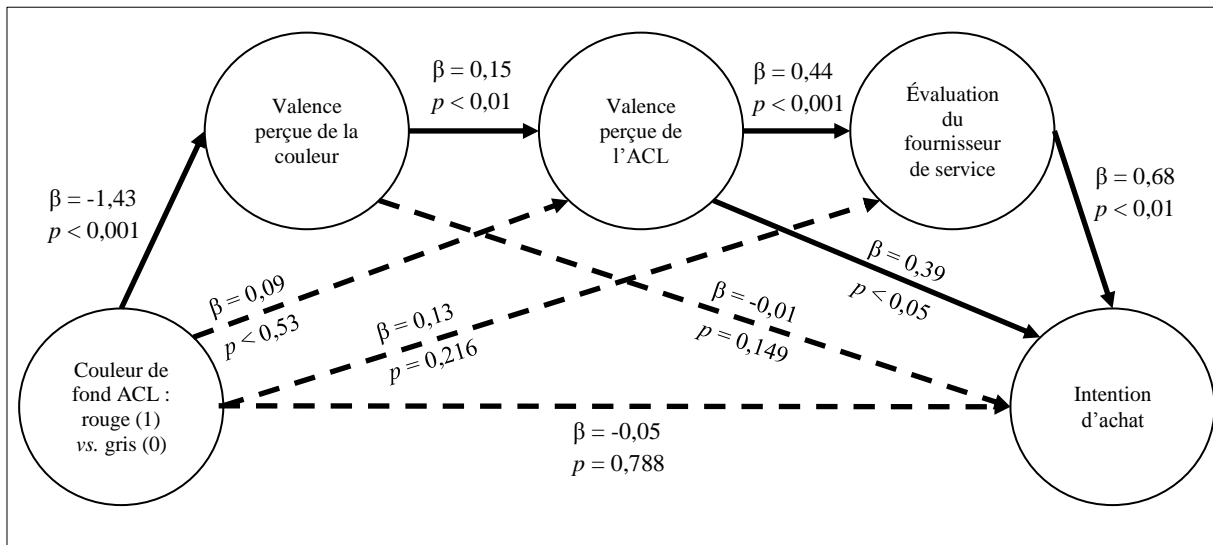 Valence
perçue de la
couleur
β = 0,15
p < 0,01
Valence
perçue de
l’ACL
β = 0,44
p < 0,001
Évaluation
du
fournisseur
de service
β = -1,43
p < 0,001
β = 0,68
p < 0,01
β = 0,09
p < 0,53
β = 0,13
p = 0,216
β = -0,01
p = 0,149
β = 0,39
p < 0,05
Couleur de
fond ACL :
rouge (1)
vs. gris (0)
β = -0,05
p = 0,788
Intention
d’achat